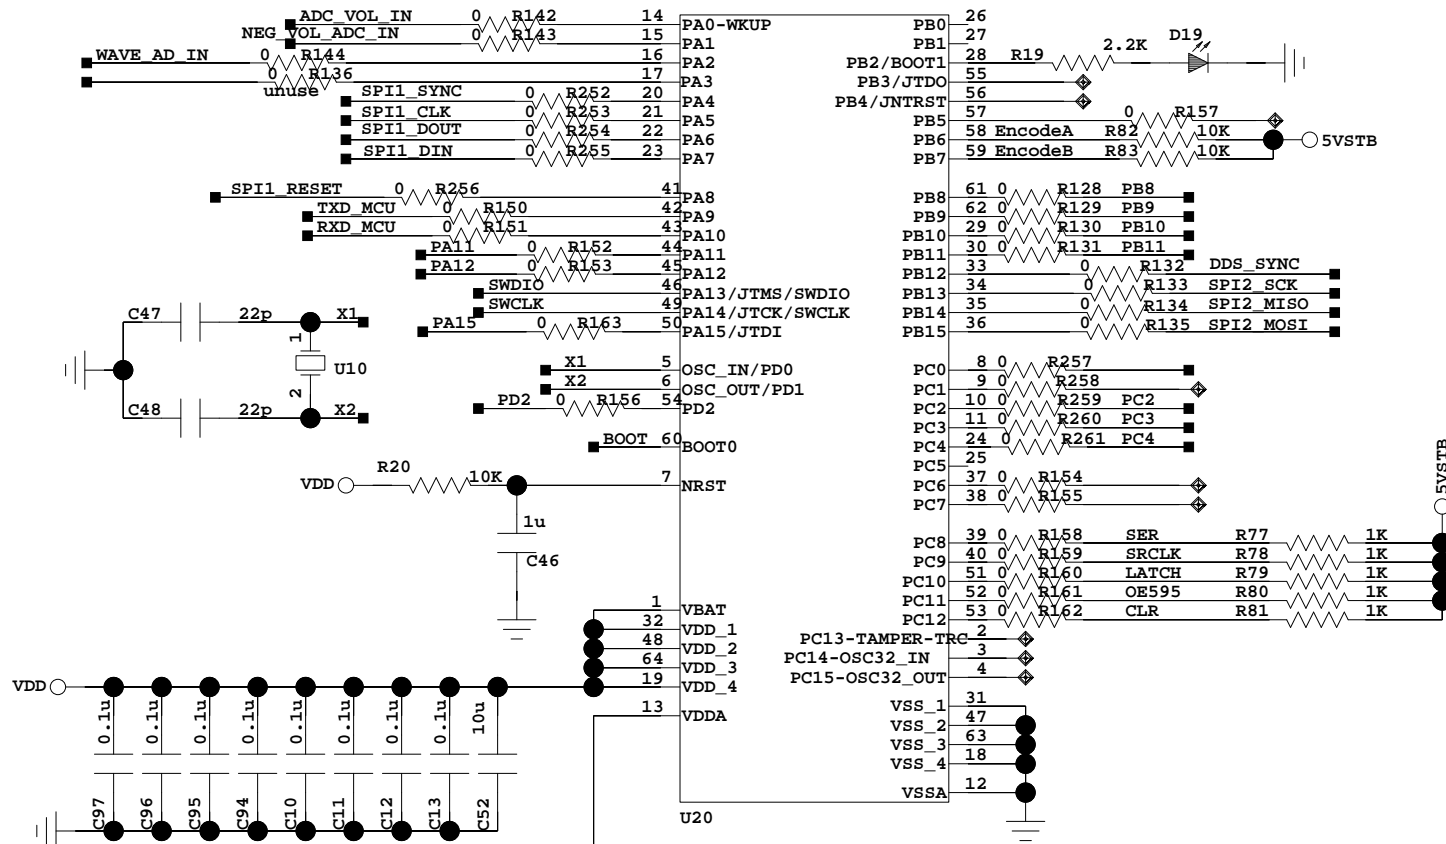 ADC_VOL_IN 0 R142 14 PA0-WKUP
NEG_VOL_ADC_IN 0 R143 15 PA1
WAVE_AD_IN 0 R144 16 PA2
0 R136 17 PA3
unuse
SPI1_SYNC 0 R252 20 PA4
SPI1_CLK 0 R253 21 PA5
SPI1_DOUT 0 R254 22 PA6
SPI1_DIN 0 R255 23 PA7
SPI1_RESET 0 R256 41 PA8
TXD_MCU 0 R150 42 PA9
RXD_MCU 0 R151 43 PA10
PA11 0 R152 44 PA11
PA12 0 R153 45 PA12
SWDIO 46 PA13/JTMS/SWDIO
SWCLK 49 PA14/JTCK/SWCLK
PA15 0 R163 50 PA15/JTDI
X1 5 OSC_IN/PD0
X2 6 OSC_OUT/PD1
PD2 0 R156 54 PD2
BOOT 60 BOOT0
VDD R20 10K 7 NRST
1u
C46
C47 22p X1
1
U10
2
C48 22p X2
1 VBAT
32 VDD_1
48 VDD_2
64 VDD_3
19 VDD_4
13 VDDA
VDD
0.1u 0.1u 0.1u 0.1u 0.1u 0.1u 0.1u 0.1u 10u
C97 C96 C95 C94 C10 C11 C12 C13 C52
U20
PB0 26
PB1 27
PB2/BOOT1 28 R19 2.2K D19
PB3/JTDO 55
PB4/JNTRST 56
PB5 57 0 R157
PB6 58 EncodeA R82 10K 5VSTB
PB7 59 EncodeB R83 10K
PB8 61 0 R128 PB8
PB9 62 0 R129 PB9
PB10 29 0 R130 PB10
PB11 30 0 R131 PB11
PB12 33 0 R132 DDS_SYNC
PB13 34 0 R133 SPI2_SCK
PB14 35 0 R134 SPI2_MISO
PB15 36 0 R135 SPI2_MOSI
PC0 8 0 R257
PC1 9 0 R258
PC2 10 0 R259 PC2
PC3 11 0 R260 PC3
PC4 24 0 R261 PC4
PC5 25
PC6 37 0 R154
PC7 38 0 R155
5VSTB
PC8 39 0 R158 SER R77 1K
PC9 40 0 R159 SRCLK R78 1K
PC10 51 0 R160 LATCH R79 1K
PC11 52 0 R161 OE595 R80 1K
PC12 53 0 R162 CLR R81 1K
PC13-TAMPER-TRC 2
PC14-OSC32_IN 3
PC15-OSC32_OUT 4
VSS_1 31
VSS_2 47
VSS_3 63
VSS_4 18
VSSA 12